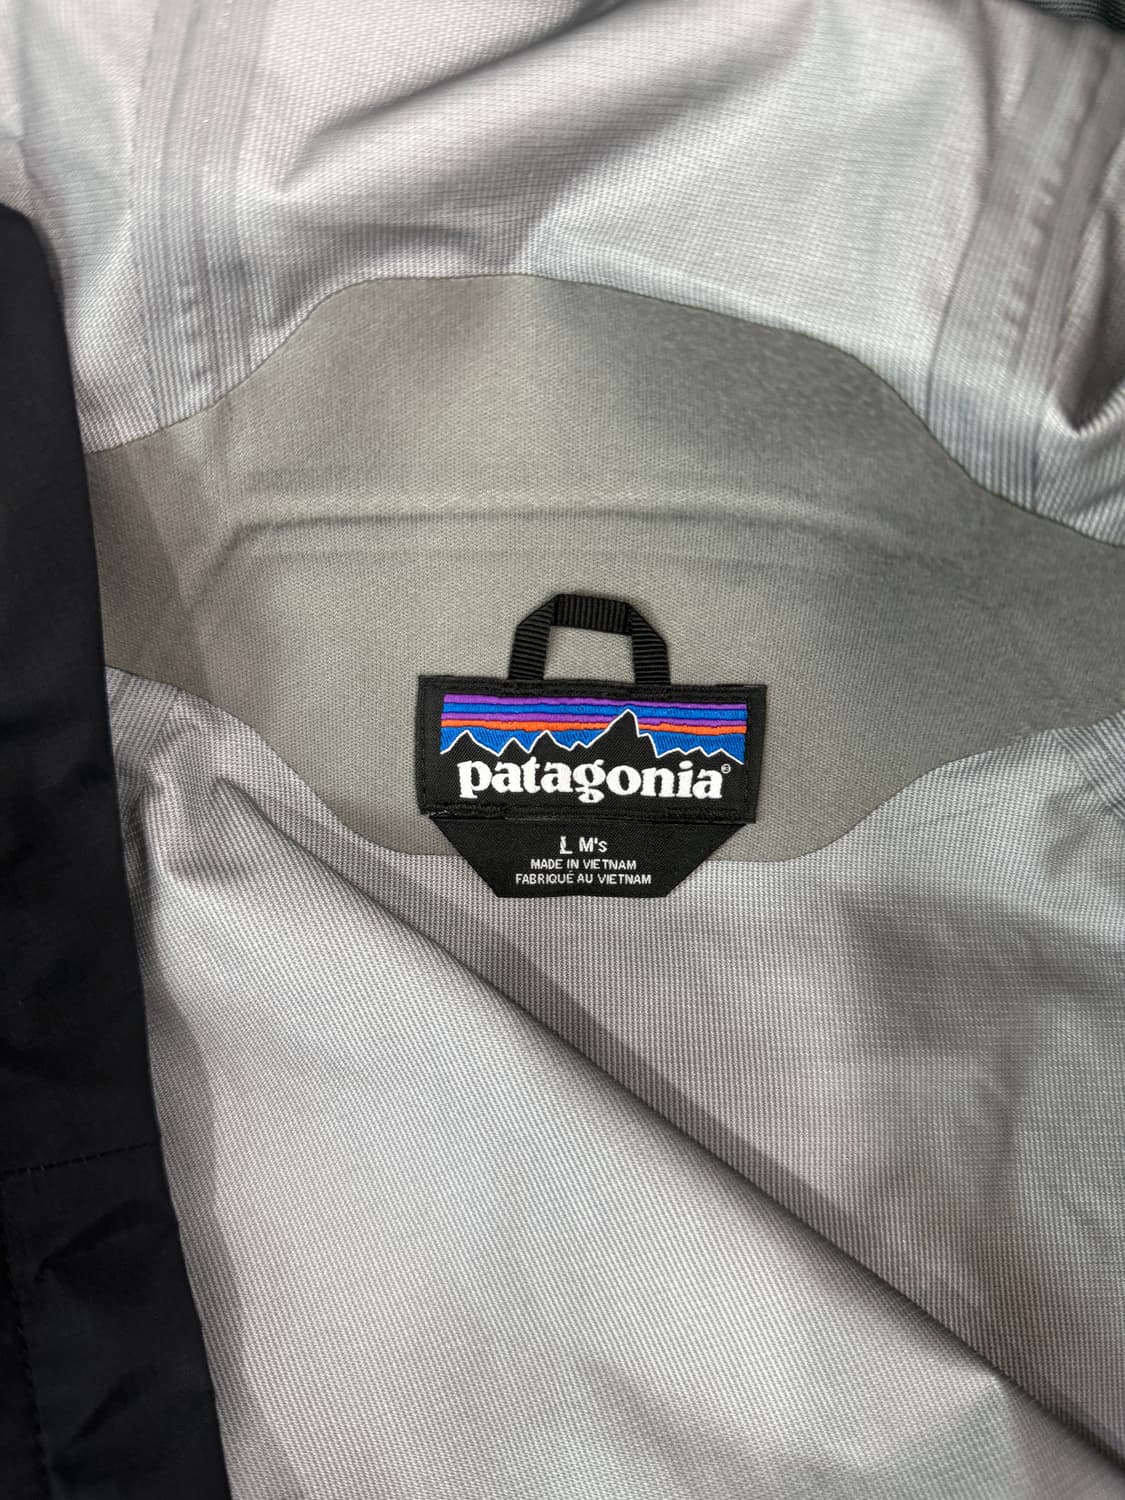 patagonia®
L M's
MADE IN VIETNAM
FABRIQUÉ AU VIETNAM